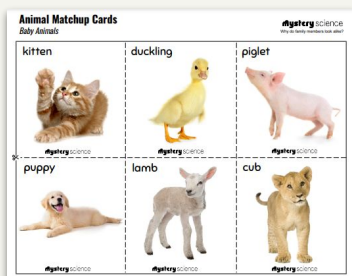 Animal Matchup Cards
Baby Animals
Mystery science
Why do family members look alike?
kitten
duckling
piglet
Mystery science
Mystery science
Mystery science
puppy
lamb
cub
Mystery science
Mystery science
Mystery science